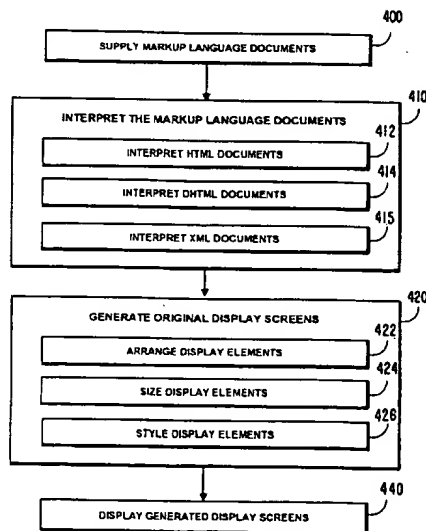 400
SUPPLY MARKUP LANGUAGE DOCUMENTS
410
INTERPRET THE MARKUP LANGUAGE DOCUMENTS
412
INTERPRET HTML DOCUMENTS
414
INTERPRET DHTML DOCUMENTS
415
INTERPRET XML DOCUMENTS
420
GENERATE ORIGINAL DISPLAY SCREENS
422
ARRANGE DISPLAY ELEMENTS
424
SIZE DISPLAY ELEMENTS
426
STYLE DISPLAY ELEMENTS
440
DISPLAY GENERATED DISPLAY SCREENS